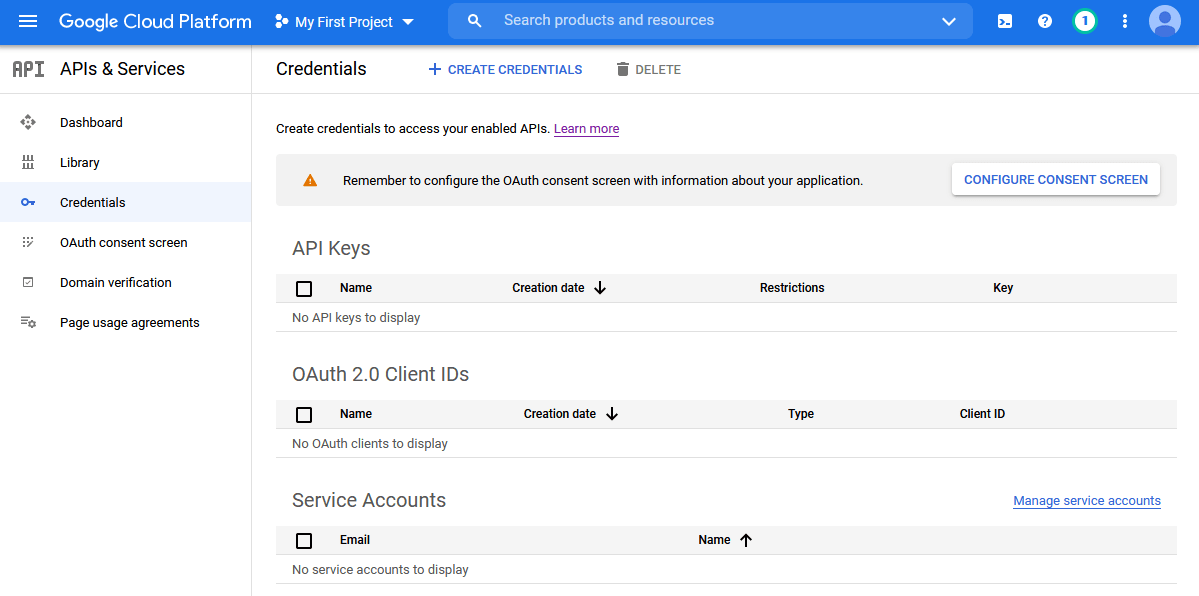 Google Cloud Platform My First Project Search products and resources ? 1
API APIs & Services
Credentials + CREATE CREDENTIALS DELETE
Dashboard
Library
Credentials
OAuth consent screen
Domain verification
Page usage agreements
Create credentials to access your enabled APIs. Learn more
Remember to configure the OAuth consent screen with information about your application. CONFIGURE CONSENT SCREEN
API Keys
Name Creation date Restrictions Key
No API keys to display
OAuth 2.0 Client IDs
Name Creation date Type Client ID
No OAuth clients to display
Service Accounts Manage service accounts
Email Name
No service accounts to display